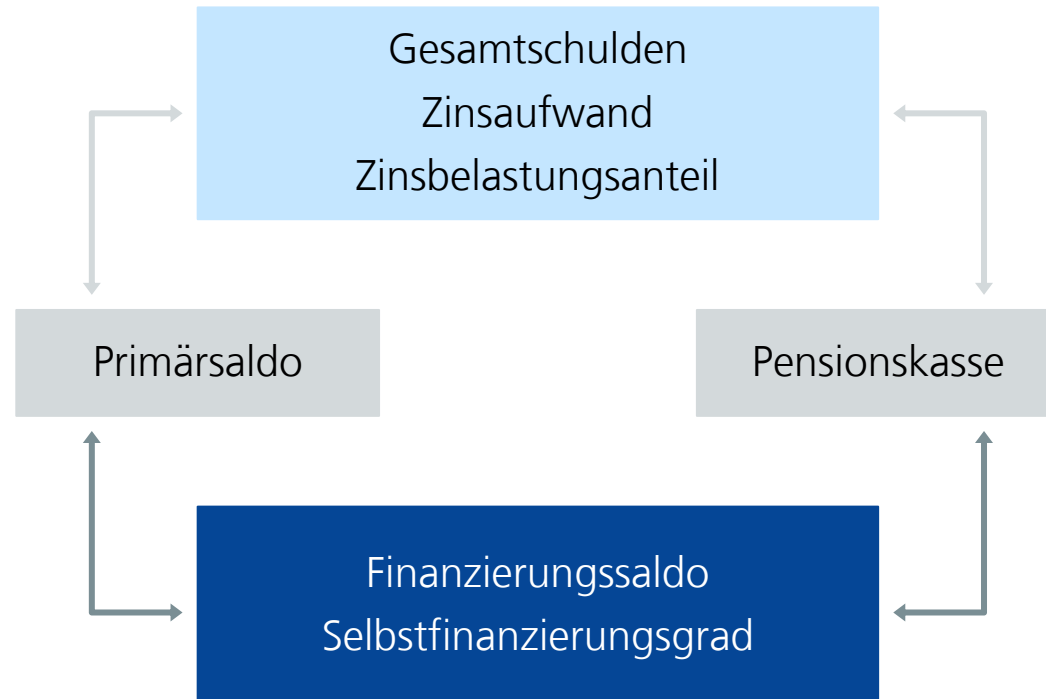 Gesamtschulden
Zinsaufwand
Zinsbelastungsanteil
Primärsaldo
Pensionskasse
Finanzierungssaldo
Selbstfinanzierungsgrad